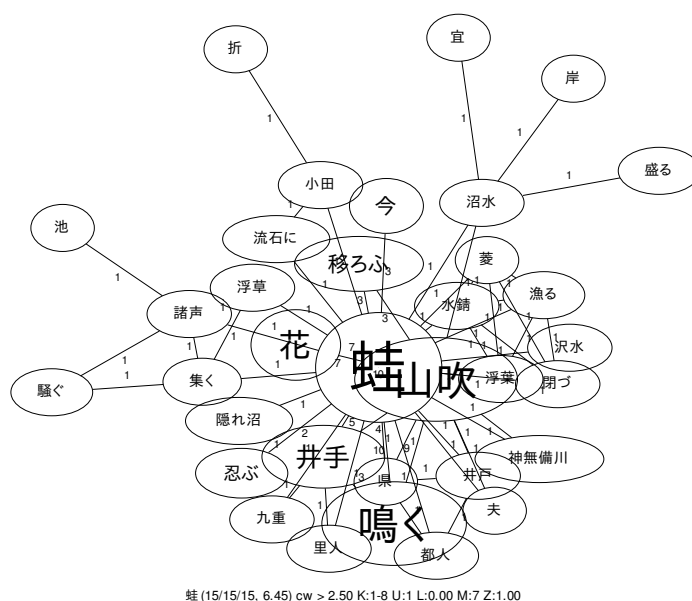 折
宜
岸
盛る
小田
今
沼水
池
流石に
移ろふ
菱
浮草
漁る
水錆
諸声
花
沢水
蛙
山吹
浮葉
閉づ
騒ぐ
集く
隠れ沼
井手
神無備川
忍ぶ
県
井戸
九重
鳴く
夫
里人
都人
蛙 (15/15/15, 6.45) cw > 2.50 K:1-8 U:1 L:0.00 M:7 Z:1.00